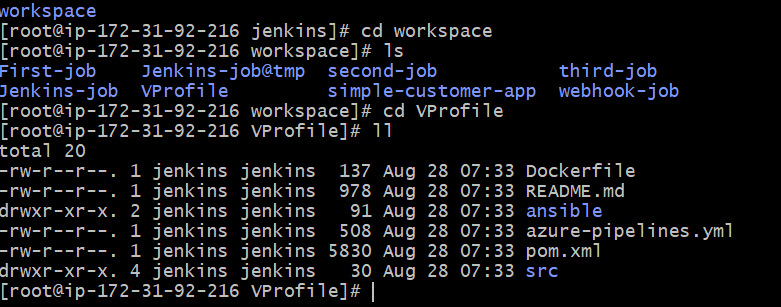 workspace
[root@ip-172-31-92-216 jenkins]# cd workspace
[root@ip-172-31-92-216 workspace]# ls
First-job    Jenkins-job@tmp  second-job           third-job
Jenkins-job  VProfile         simple-customer-app  webhook-job
[root@ip-172-31-92-216 workspace]# cd VProfile
[root@ip-172-31-92-216 VProfile]# ll
total 20
-rw-r--r--. 1 jenkins jenkins  137 Aug 28 07:33 Dockerfile
-rw-r--r--. 1 jenkins jenkins  978 Aug 28 07:33 README.md
drwxr-xr-x. 2 jenkins jenkins   91 Aug 28 07:33 ansible
-rw-r--r--. 1 jenkins jenkins  508 Aug 28 07:33 azure-pipelines.yml
-rw-r--r--. 1 jenkins jenkins 5830 Aug 28 07:33 pom.xml
drwxr-xr-x. 4 jenkins jenkins   30 Aug 28 07:33 src
[root@ip-172-31-92-216 VProfile]#